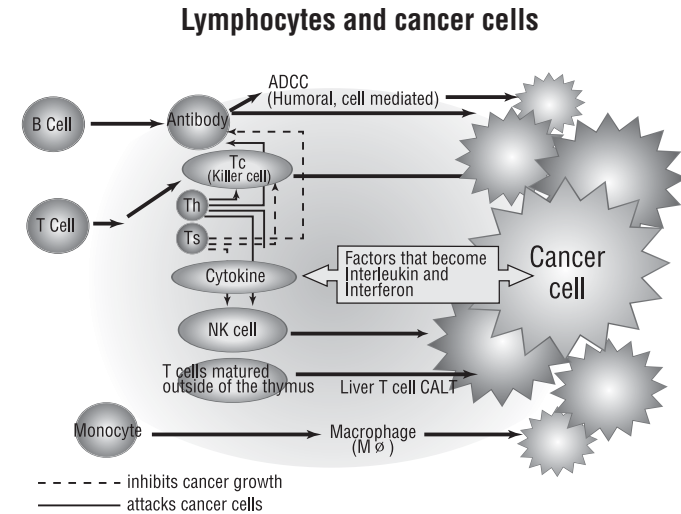 Lymphocytes and cancer cells
ADCC
(Humoral, cell mediated)
B Cell
Antibody
Tc
(Killer cell)
Th
T Cell
Ts
Cytokine
Factors that become
Interleukin and
Interferon
Cancer
cell
NK cell
T cells matured
outside of the thymus
Liver T cell CALT
Monocyte
Macrophage
(M ø )
inhibits cancer growth
attacks cancer cells